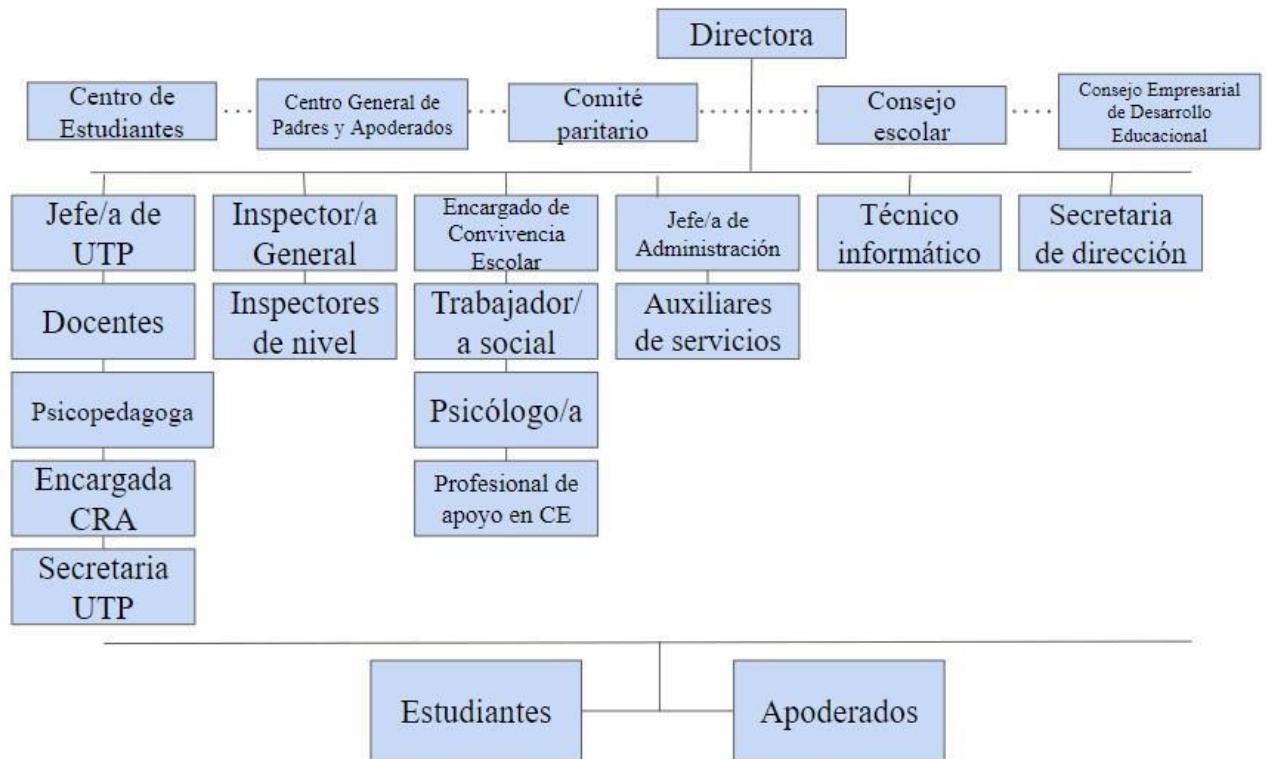 Directora
Centro de
Estudiantes
Centro General de
Padres y Apoderados
Comité
paritario
Consejo
escolar
Consejo Empresarial
de Desarrollo
Educacional
Jefe/a de
UTP
Inspector/a
General
Encargado de
Convivencia
Escolar
Jefe/a de
Administración
Técnico
informático
Secretaria
de dirección
Docentes
Inspectores
de nivel
Trabajador/
a social
Auxiliares
de servicios
Psicopedagoga
Psicólogo/a
Encargada
CRA
Profesional de
apoyo en CE
Secretaria
UTP
Estudiantes
Apoderados